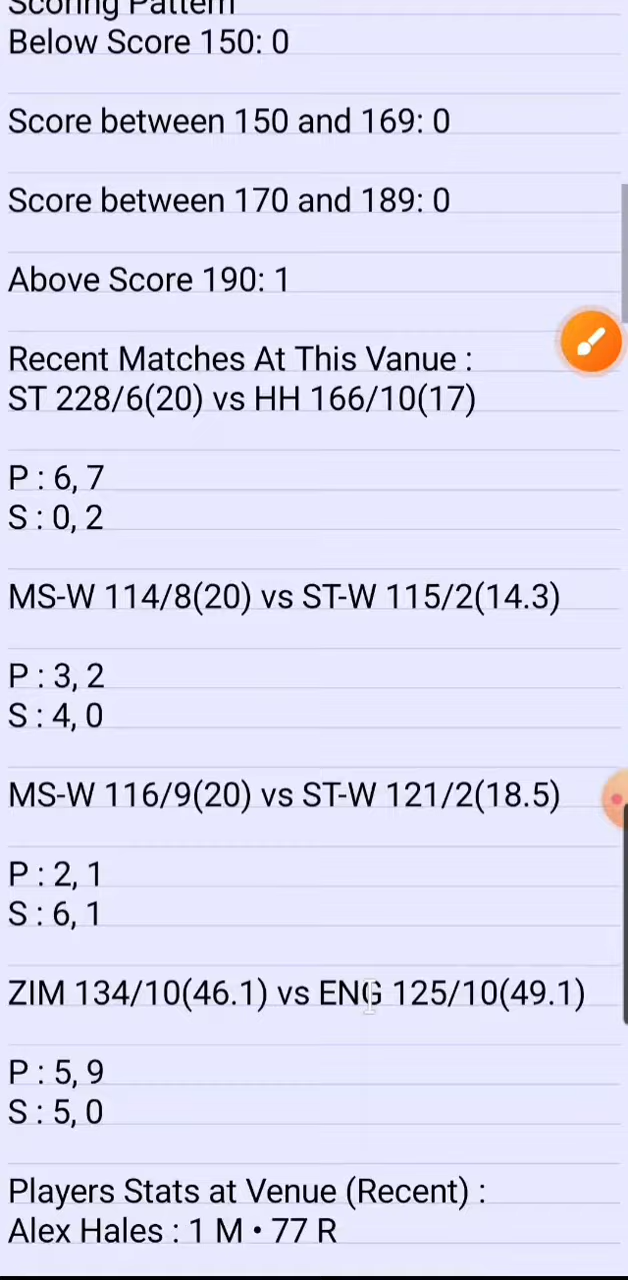 Scoring Pattern
Below Score 150: 0
Score between 150 and 169: 0
Score between 170 and 189: 0
Above Score 190: 1
Recent Matches At This Vanue :
ST 228/6(20) vs HH 166/10(17)
P : 6, 7
S : 0, 2
MS-W 114/8(20) vs ST-W 115/2(14.3)
P : 3, 2
S : 4, 0
MS-W 116/9(20) vs ST-W 121/2(18.5)
P : 2, 1
S : 6, 1
ZIM 134/10(46.1) vs ENG 125/10(49.1)
P : 5, 9
S : 5, 0
Players Stats at Venue (Recent) :
Alex Hales : 1 M • 77 R